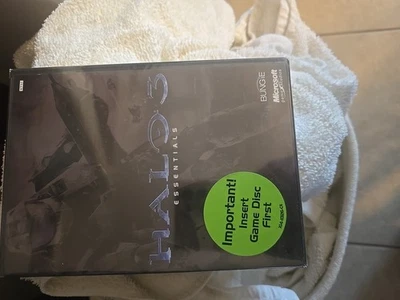 HALO 3
ESSENTIALS
BUNGIE
Microsoft
Important!
Insert
Game Disc
First